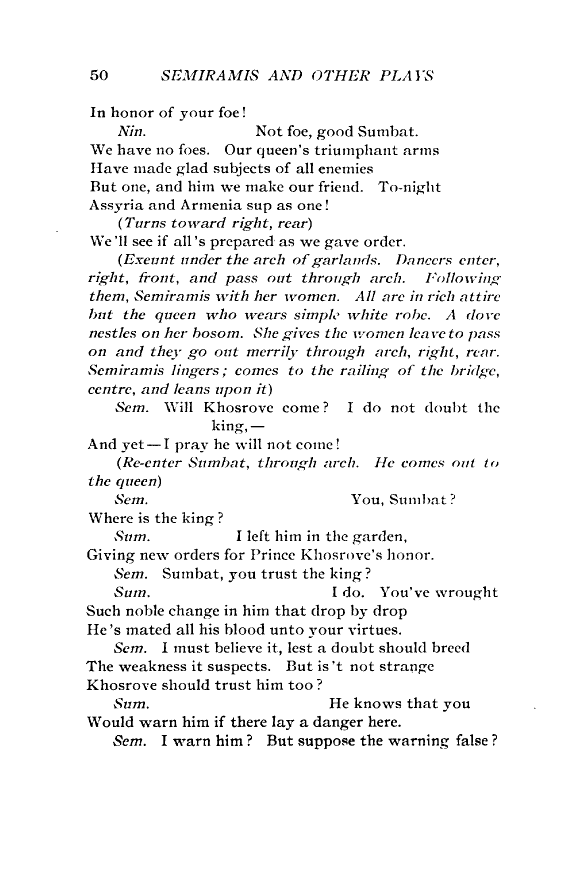 50 SEMIRAMIS AND OTHER PLAYS
In honor of your foe!
Nin. Not foe, good Sumbat.
We have no foes. Our queen's triumphant arms
Have made glad subjects of all enemies
But one, and him we make our friend. To-night
Assyria and Armenia sup as one!
(Turns toward right, rear)
We'll see if all's prepared as we gave order.
(Exeunt under the arch of garlands. Dancers enter,
right, front, and pass out through arch. Following
them, Semiramis with her women. All are in rich attire
but the queen who wears simple white robe. A dove
nestles on her bosom. She gives the women leave to pass
on and they go out merrily through arch, right, rear.
Semiramis lingers; comes to the railing of the bridge,
centre, and leans upon it)
Sem. Will Khosrove come? I do not doubt the
king,—
And yet—I pray he will not come!
(Re-enter Sumbat, through arch. He comes out to
the queen)
Sem. You, Sumbat?
Where is the king?
Sum. I left him in the garden,
Giving new orders for Prince Khosrove's honor.
Sem. Sumbat, you trust the king?
Sum. I do. You've wrought
Such noble change in him that drop by drop
He's mated all his blood unto your virtues.
Sem. I must believe it, lest a doubt should breed
The weakness it suspects. But is't not strange
Khosrove should trust him too?
Sum. He knows that you
Would warn him if there lay a danger here.
Sem. I warn him? But suppose the warning false?